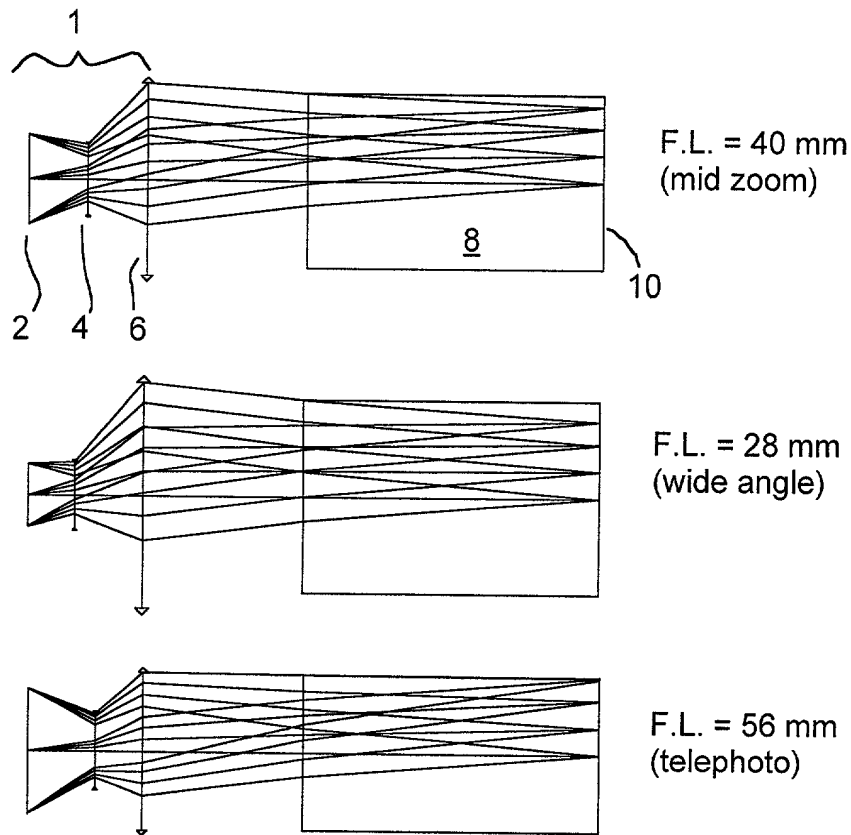 1
F.L. = 40 mm
(mid zoom)
8
10
2
4
6
F.L. = 28 mm
(wide angle)
F.L. = 56 mm
(telephoto)